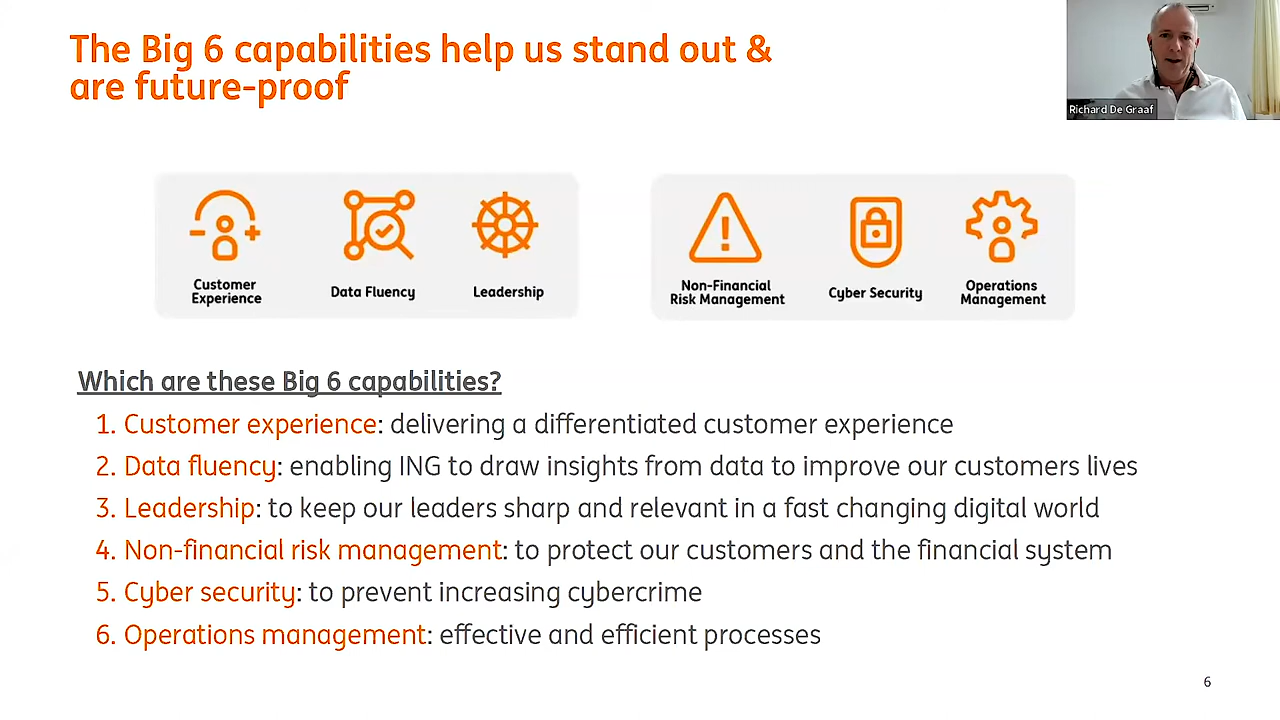 The Big 6 capabilities help us stand out &
are future-proof
Richard De Graaf
Customer
Experience
Data Fluency
Leadership
Non-Financial
Risk Management
Cyber Security
Operations
Management
Which are these Big 6 capabilities?
1. Customer experience: delivering a differentiated customer experience
2. Data fluency: enabling ING to draw insights from data to improve our customers lives
3. Leadership: to keep our leaders sharp and relevant in a fast changing digital world
4. Non-financial risk management: to protect our customers and the financial system
5. Cyber security: to prevent increasing cybercrime
6. Operations management: effective and efficient processes
6